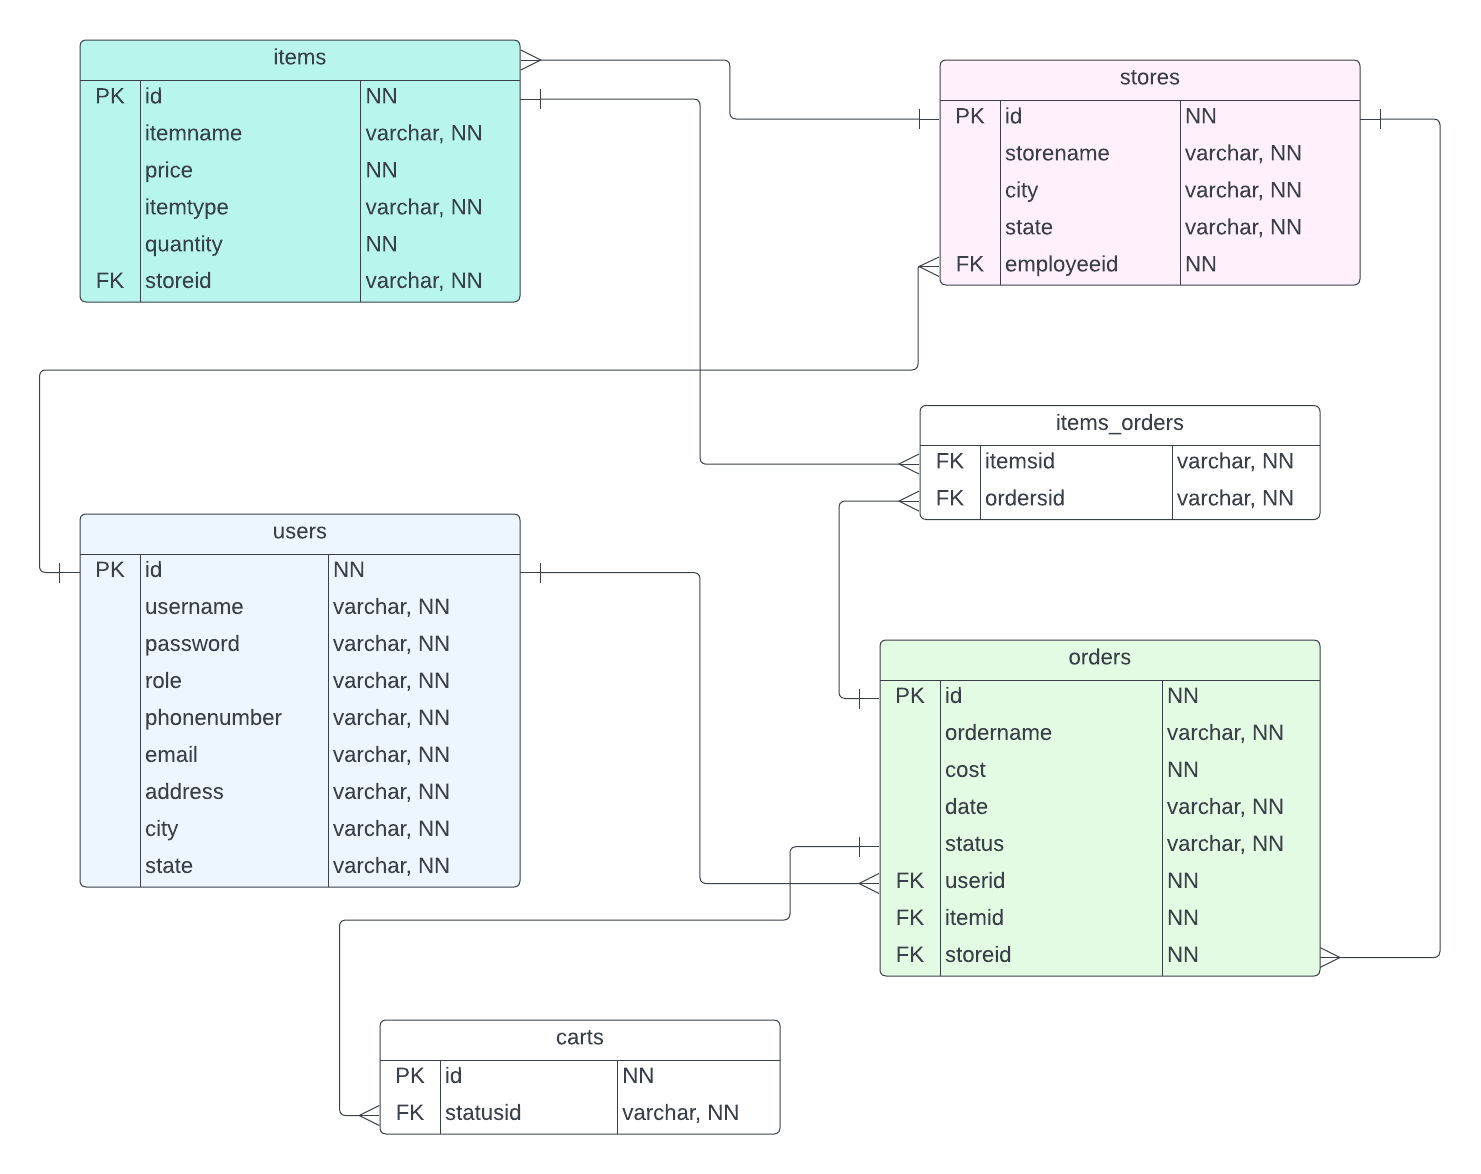 items
PK id NN
itemname varchar, NN
price NN
itemtype varchar, NN
quantity NN
FK storeid varchar, NN
stores
PK id NN
storename varchar, NN
city varchar, NN
state varchar, NN
FK employeeid NN
items_orders
FK itemsid varchar, NN
FK ordersid varchar, NN
users
PK id NN
username varchar, NN
password varchar, NN
role varchar, NN
phonenumber varchar, NN
email varchar, NN
address varchar, NN
city varchar, NN
state varchar, NN
orders
PK id NN
ordername varchar, NN
cost NN
date varchar, NN
status varchar, NN
FK userid NN
FK itemid NN
FK storeid NN
carts
PK id NN
FK statusid varchar, NN